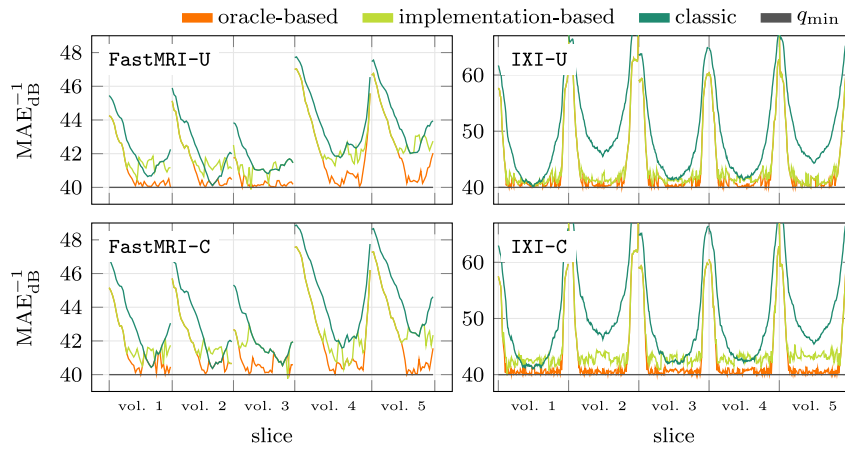 oracle-based implementation-based classic q_min
FastMRI-U
IXI-U
MAE_dB^-1
48
46
44
42
40
60
50
40
FastMRI-C
IXI-C
MAE_dB^-1
48
46
44
42
40
60
50
40
vol. 1 vol. 2 vol. 3 vol. 4 vol. 5
vol. 1 vol. 2 vol. 3 vol. 4 vol. 5
slice
slice